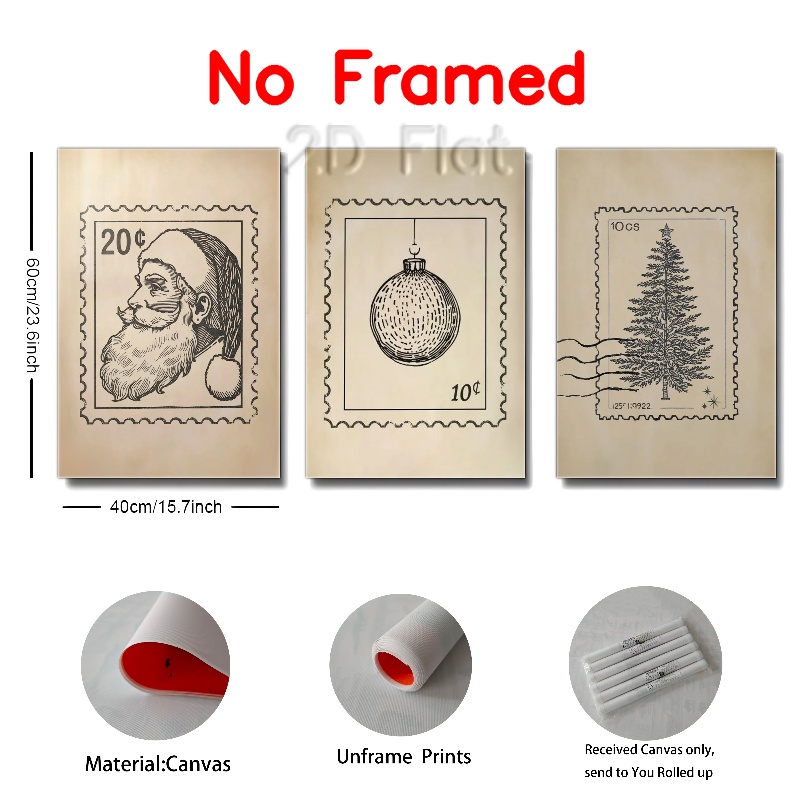 No Framed
2D Flat
60cm/23.6inch
20¢
10¢
10cs
40cm/15.7inch
Material:Canvas
Unframe Prints
Received Canvas only,
send to You Rolled up